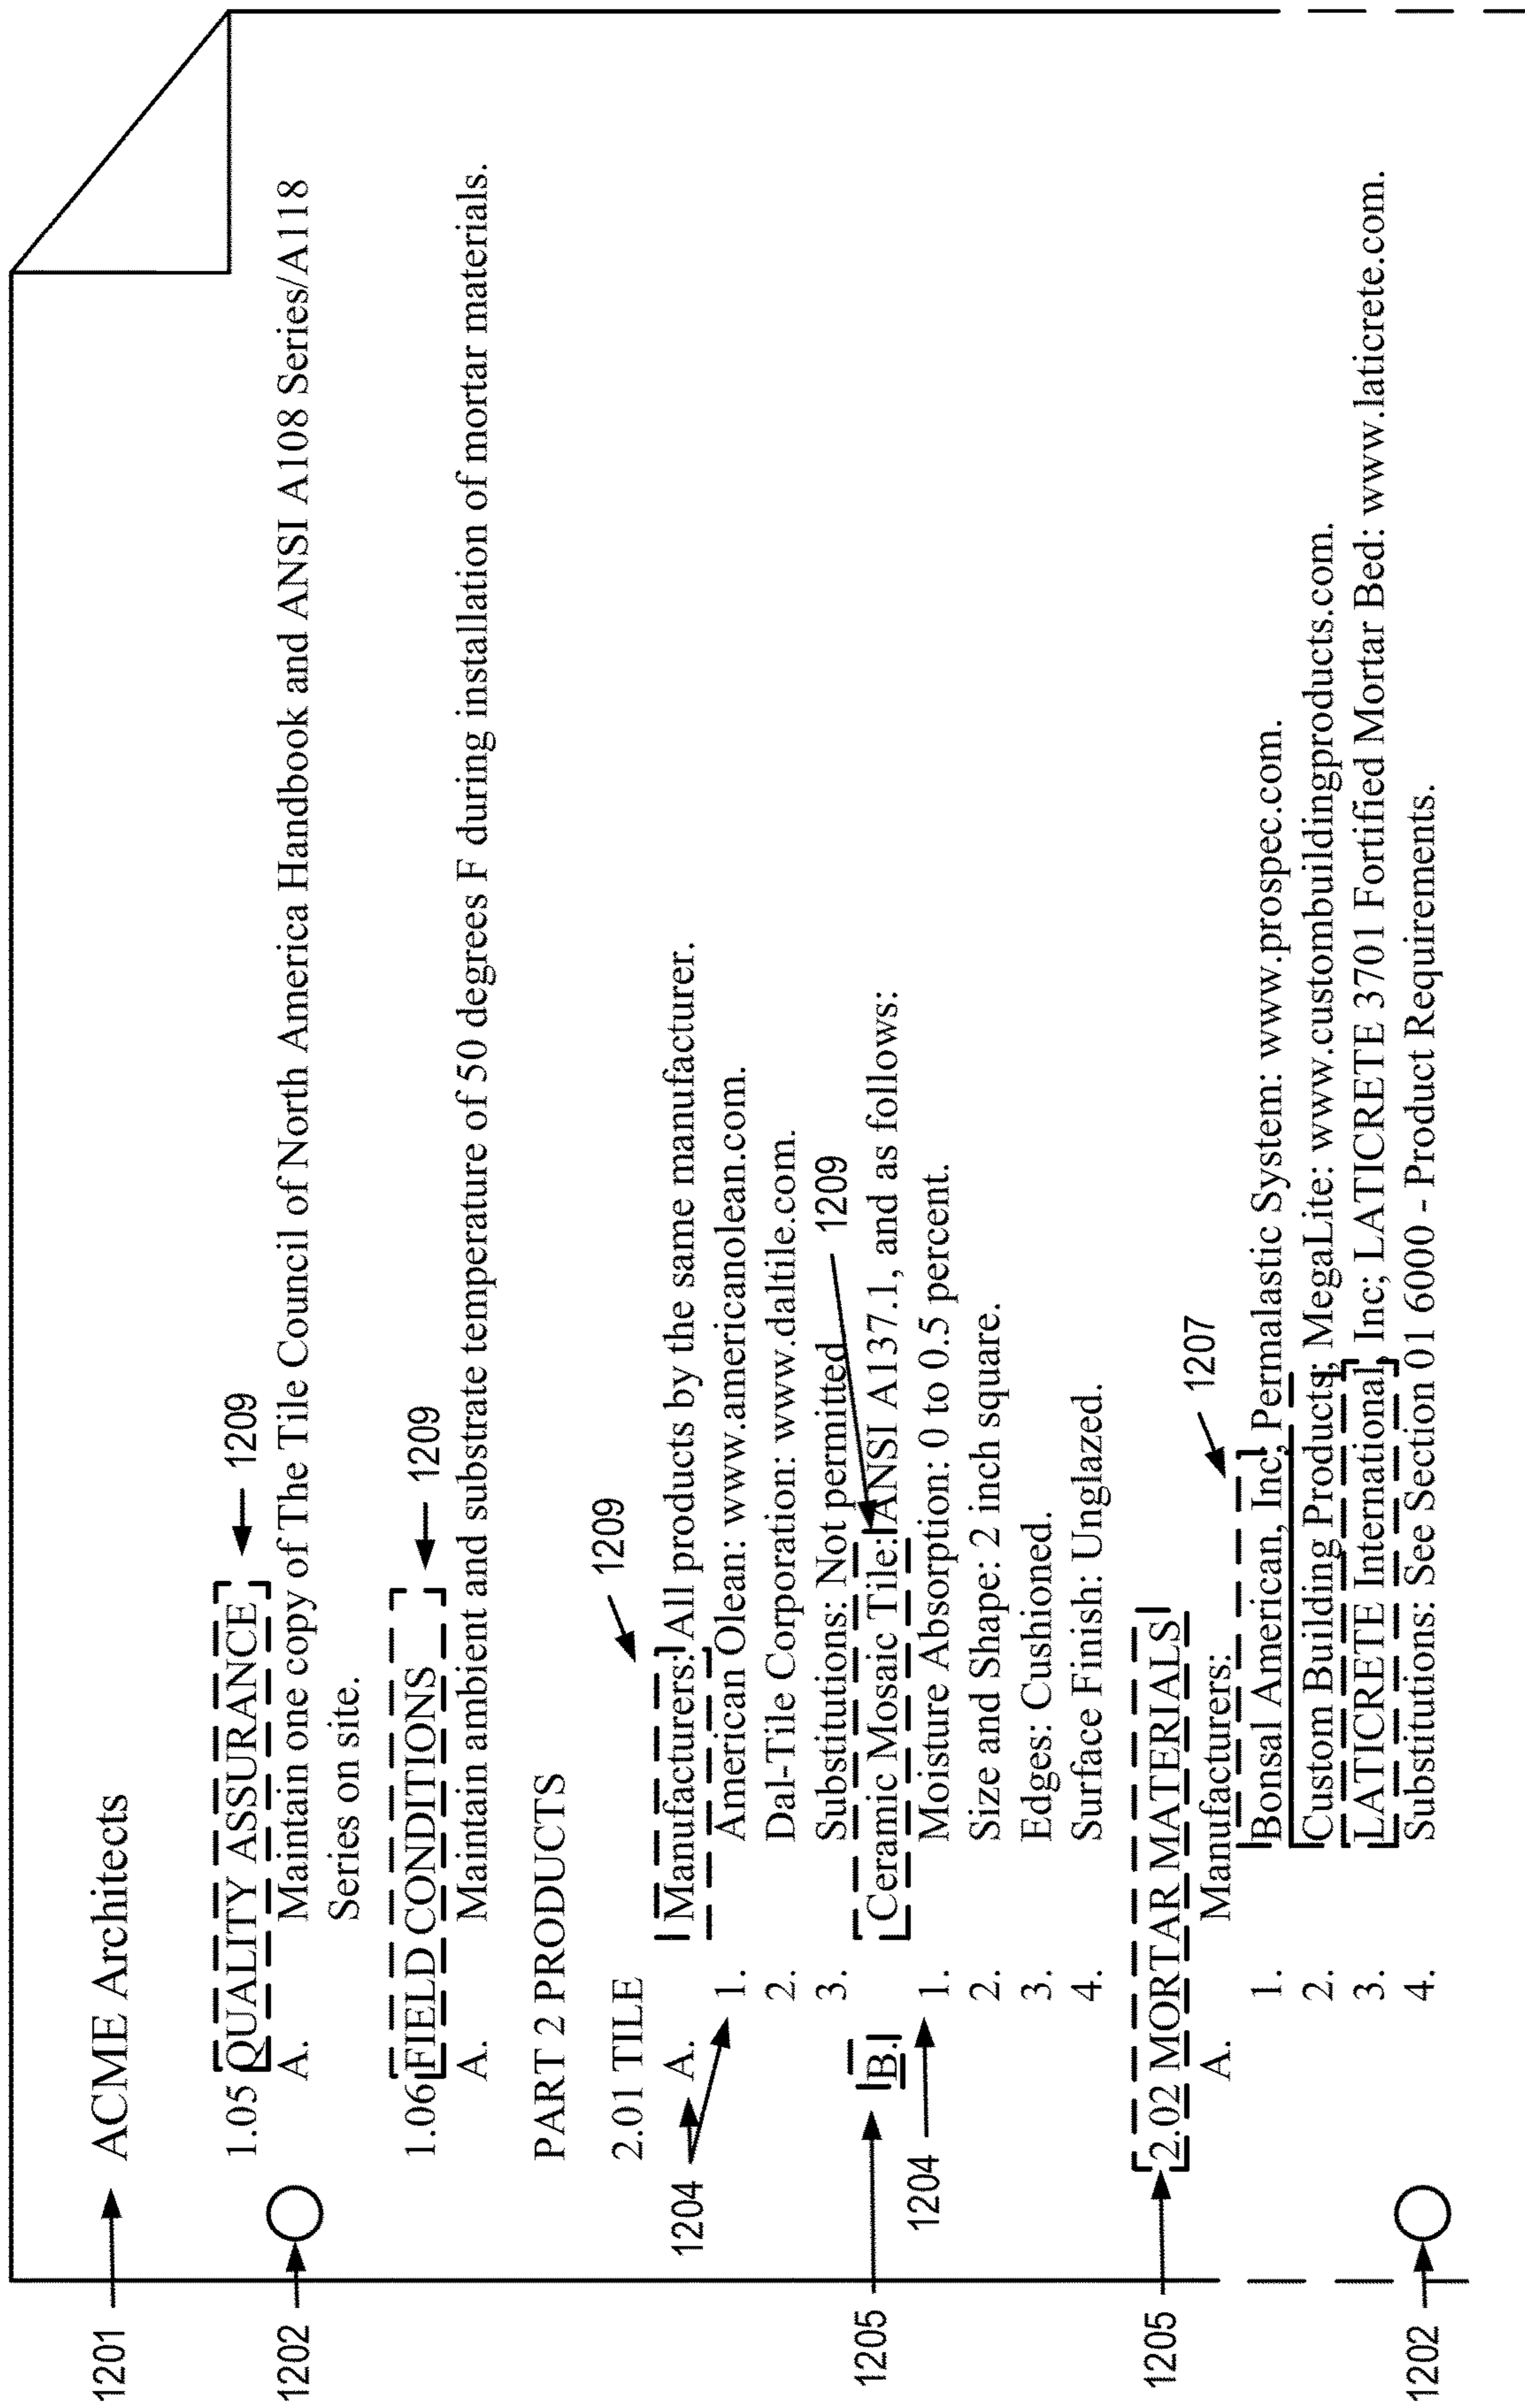 1201
ACME Architects
1202
1.05 QUALITY ASSURANCE
1209
A. Maintain one copy of The Tile Council of North America Handbook and ANSI A108 Series/A118
Series on site.
1.06 FIELD CONDITIONS
1209
A. Maintain ambient and substrate temperature of 50 degrees F during installation of mortar materials.
PART 2 PRODUCTS
2.01 TILE
1209
1204
A. Manufacturers: All products by the same manufacturer.
1. American Olean: www.americanolean.com.
2. Dal-Tile Corporation: www.daltile.com.
3. Substitutions: Not permitted
1209
1205
B. Ceramic Mosaic Tile: ANSI A137.1, and as follows:
1204
1. Moisture Absorption: 0 to 0.5 percent.
2. Size and Shape: 2 inch square.
3. Edges: Cushioned.
4. Surface Finish: Unglazed.
1205
2.02 MORTAR MATERIALS
1207
A. Manufacturers:
1. Bonsal American, Inc; Permalastic System: www.prospec.com.
2. Custom Building Products; MegaLite: www.custombuildingproducts.com.
3. LATICRETE International, Inc; LATICRETE 3701 Fortified Mortar Bed: www.laticrete.com.
4. Substitutions: See Section 01 6000 - Product Requirements.
1202